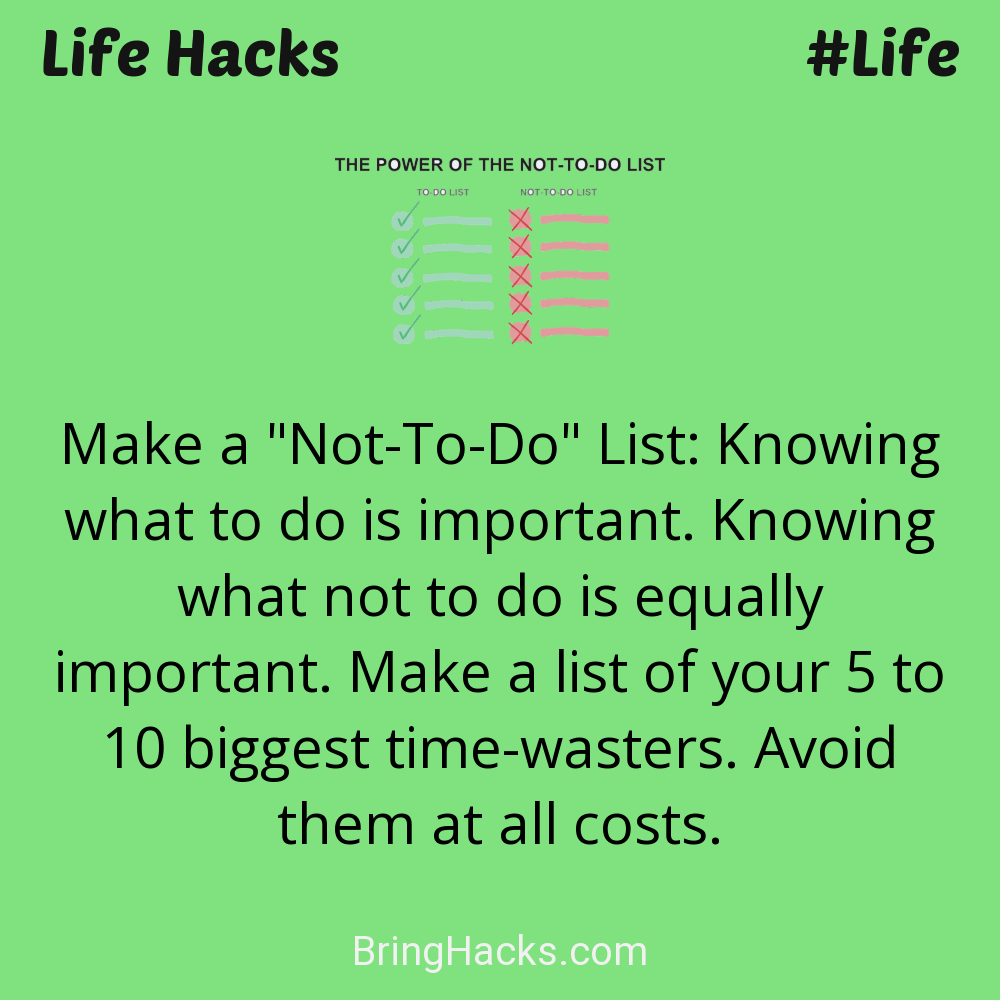 Life Hacks #Life
THE POWER OF THE NOT-TO-DO LIST
TO-DO LIST NOT-TO-DO LIST
Make a "Not-To-Do" List: Knowing
what to do is important. Knowing
what not to do is equally
important. Make a list of your 5 to
10 biggest time-wasters. Avoid
them at all costs.
BringHacks.com